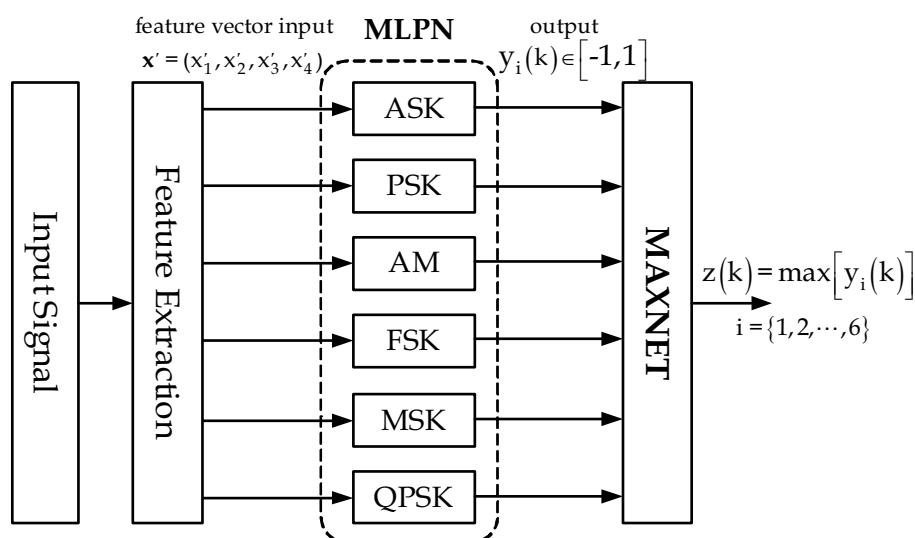 feature vector input
x' = (x'₁, x'₂, x'₃, x'₄)
MLPN
output
yᵢ(k) ∈ [-1,1]
Input Signal
Feature Extraction
ASK
PSK
AM
FSK
MSK
QPSK
MAXNET
z(k) = max[yᵢ(k)]
i = {1, 2, ⋯, 6}